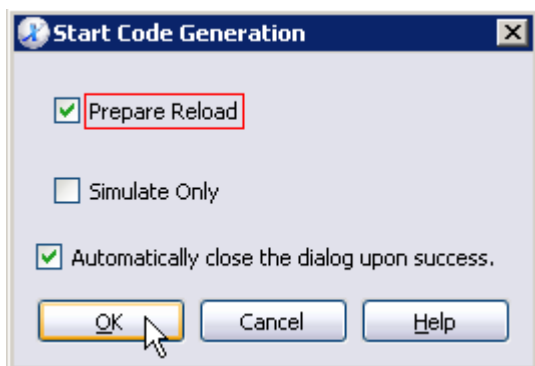 Start Code Generation
Prepare Reload
Simulate Only
Automatically close the dialog upon success.
OK Cancel Help